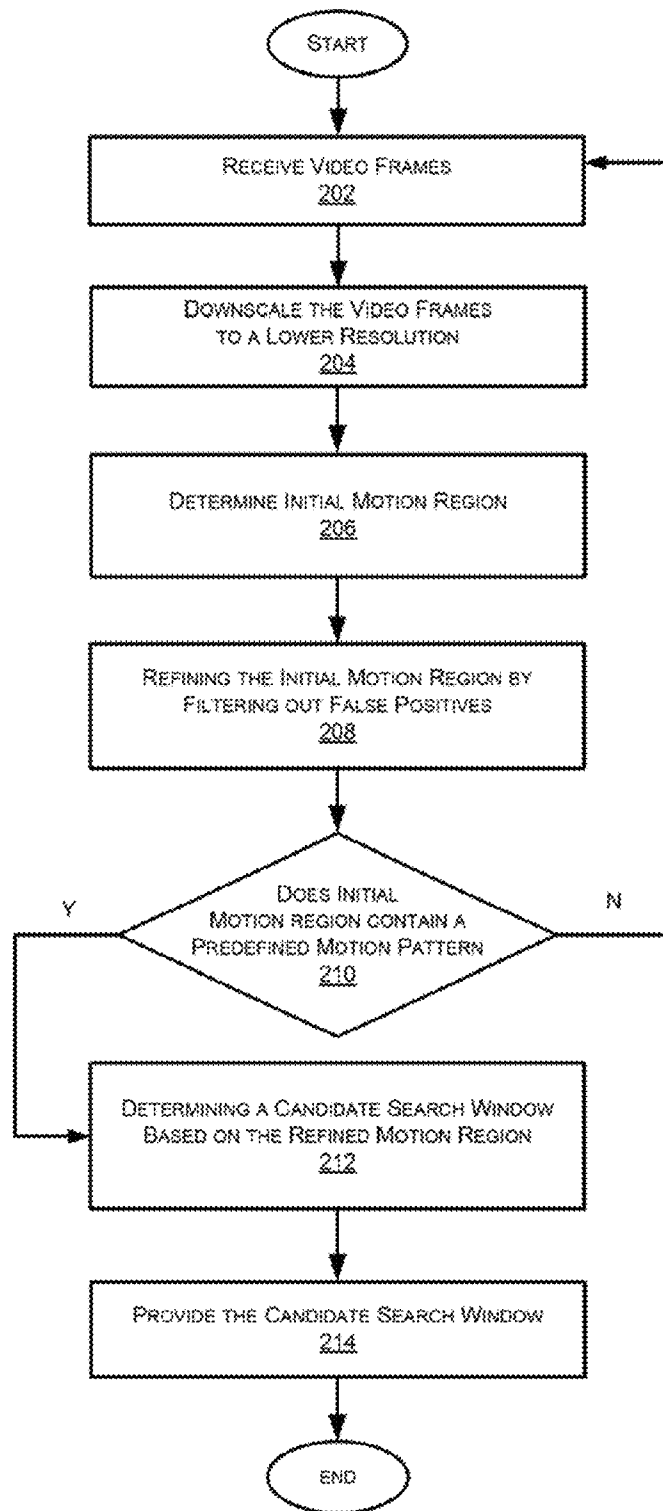 START
RECEIVE VIDEO FRAMES
202
DOWNSCALE THE VIDEO FRAMES
TO A LOWER RESOLUTION
204
DETERMINE INITIAL MOTION REGION
206
REFINING THE INITIAL MOTION REGION BY
FILTERING OUT FALSE POSITIVES
208
DOES INITIAL
MOTION REGION CONTAIN A
PREDEFINED MOTION PATTERN
210
Y
N
DETERMINING A CANDIDATE SEARCH WINDOW
BASED ON THE REFINED MOTION REGION
212
PROVIDE THE CANDIDATE SEARCH WINDOW
214
END